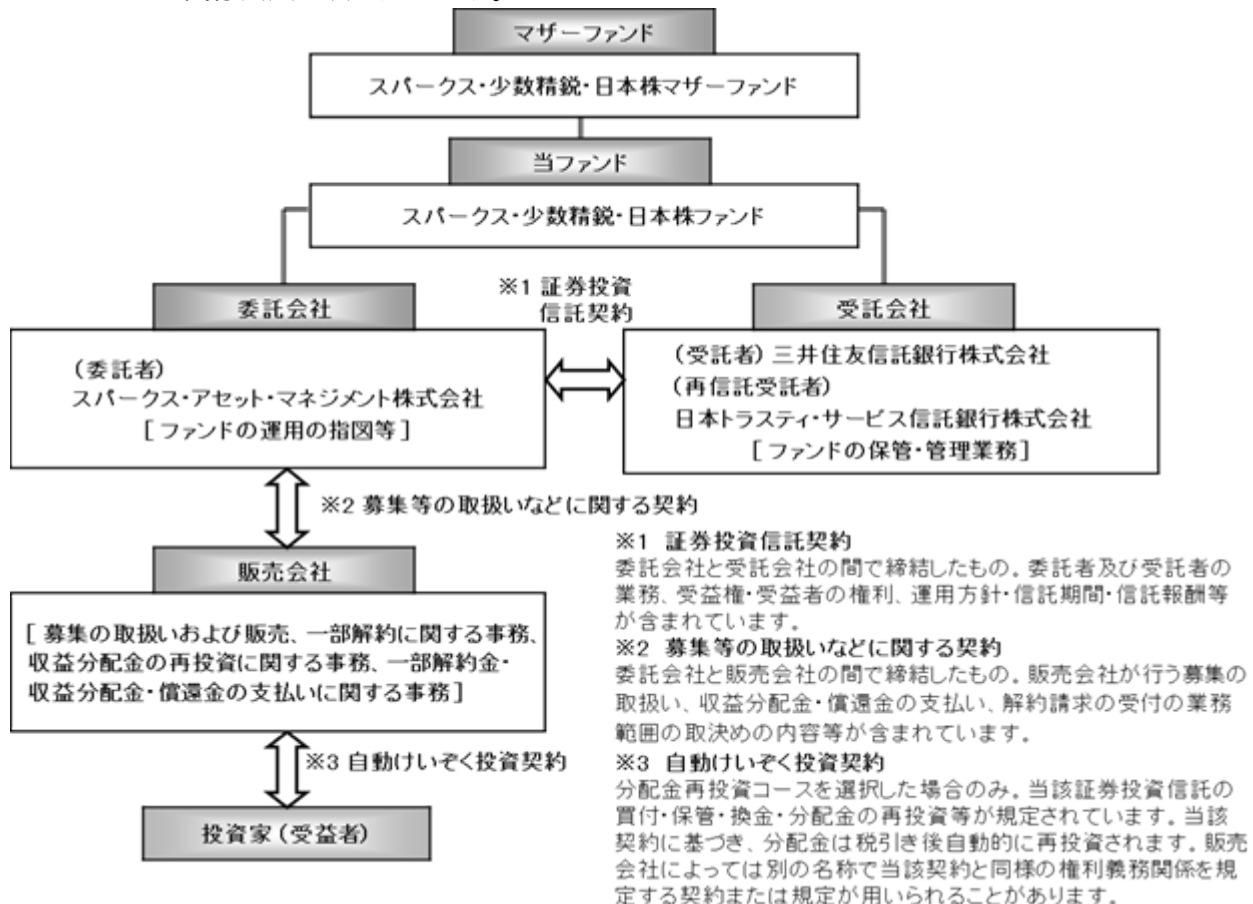 マザーファンド
スパークス・少数精鋭・日本株マザーファンド
当ファンド
スパークス・少数精鋭・日本株ファンド
委託会社
(委託者)
スパークス・アセット・マネジメント株式会社
[ファンドの運用の指図等]
※1 証券投資
信託契約
受託会社
(受託者) 三井住友信託銀行株式会社
(再信託受託者)
日本トラスティ・サービス信託銀行株式会社
[ファンドの保管・管理業務]
※2 募集等の取扱いなどに関する契約
販売会社
[ 募集の取扱いおよび販売、一部解約に関する事務、
収益分配金の再投資に関する事務、一部解約金・
収益分配金・償還金の支払いに関する事務]
※3 自動けいぞく投資契約
投資家(受益者)
※1 証券投資信託契約
委託会社と受託会社の間で締結したもの。委託者及び受託者の
業務、受益権・受益者の権利、運用方針・信託期間・信託報酬等
が含まれています。
※2 募集等の取扱いなどに関する契約
委託会社と販売会社の間で締結したもの。販売会社が行う募集の
取扱い、収益分配金・償還金の支払い、解約請求の受付の業務
範囲の取決めの内容等が含まれています。
※3 自動けいぞく投資契約
分配金再投資コースを選択した場合のみ。当該証券投資信託の
買付・保管・換金・分配金の再投資等が規定されています。当該
契約に基づき、分配金は税引き後自動的に再投資されます。販売
会社によっては別の名称で当該契約と同様の権利義務関係を規
定する契約または規定が用いられることがあります。